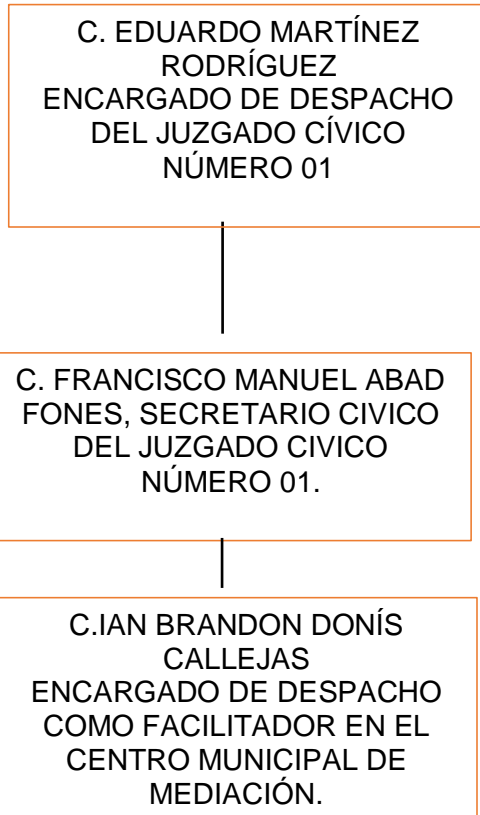 C. EDUARDO MARTÍNEZ
RODRÍGUEZ
ENCARGADO DE DESPACHO
DEL JUZGADO CÍVICO
NÚMERO 01
C. FRANCISCO MANUEL ABAD
FONES, SECRETARIO CIVICO
DEL JUZGADO CIVICO
NÚMERO 01.
C.IAN BRANDON DONÍS
CALLEJAS
ENCARGADO DE DESPACHO
COMO FACILITADOR EN EL
CENTRO MUNICIPAL DE
MEDIACIÓN.